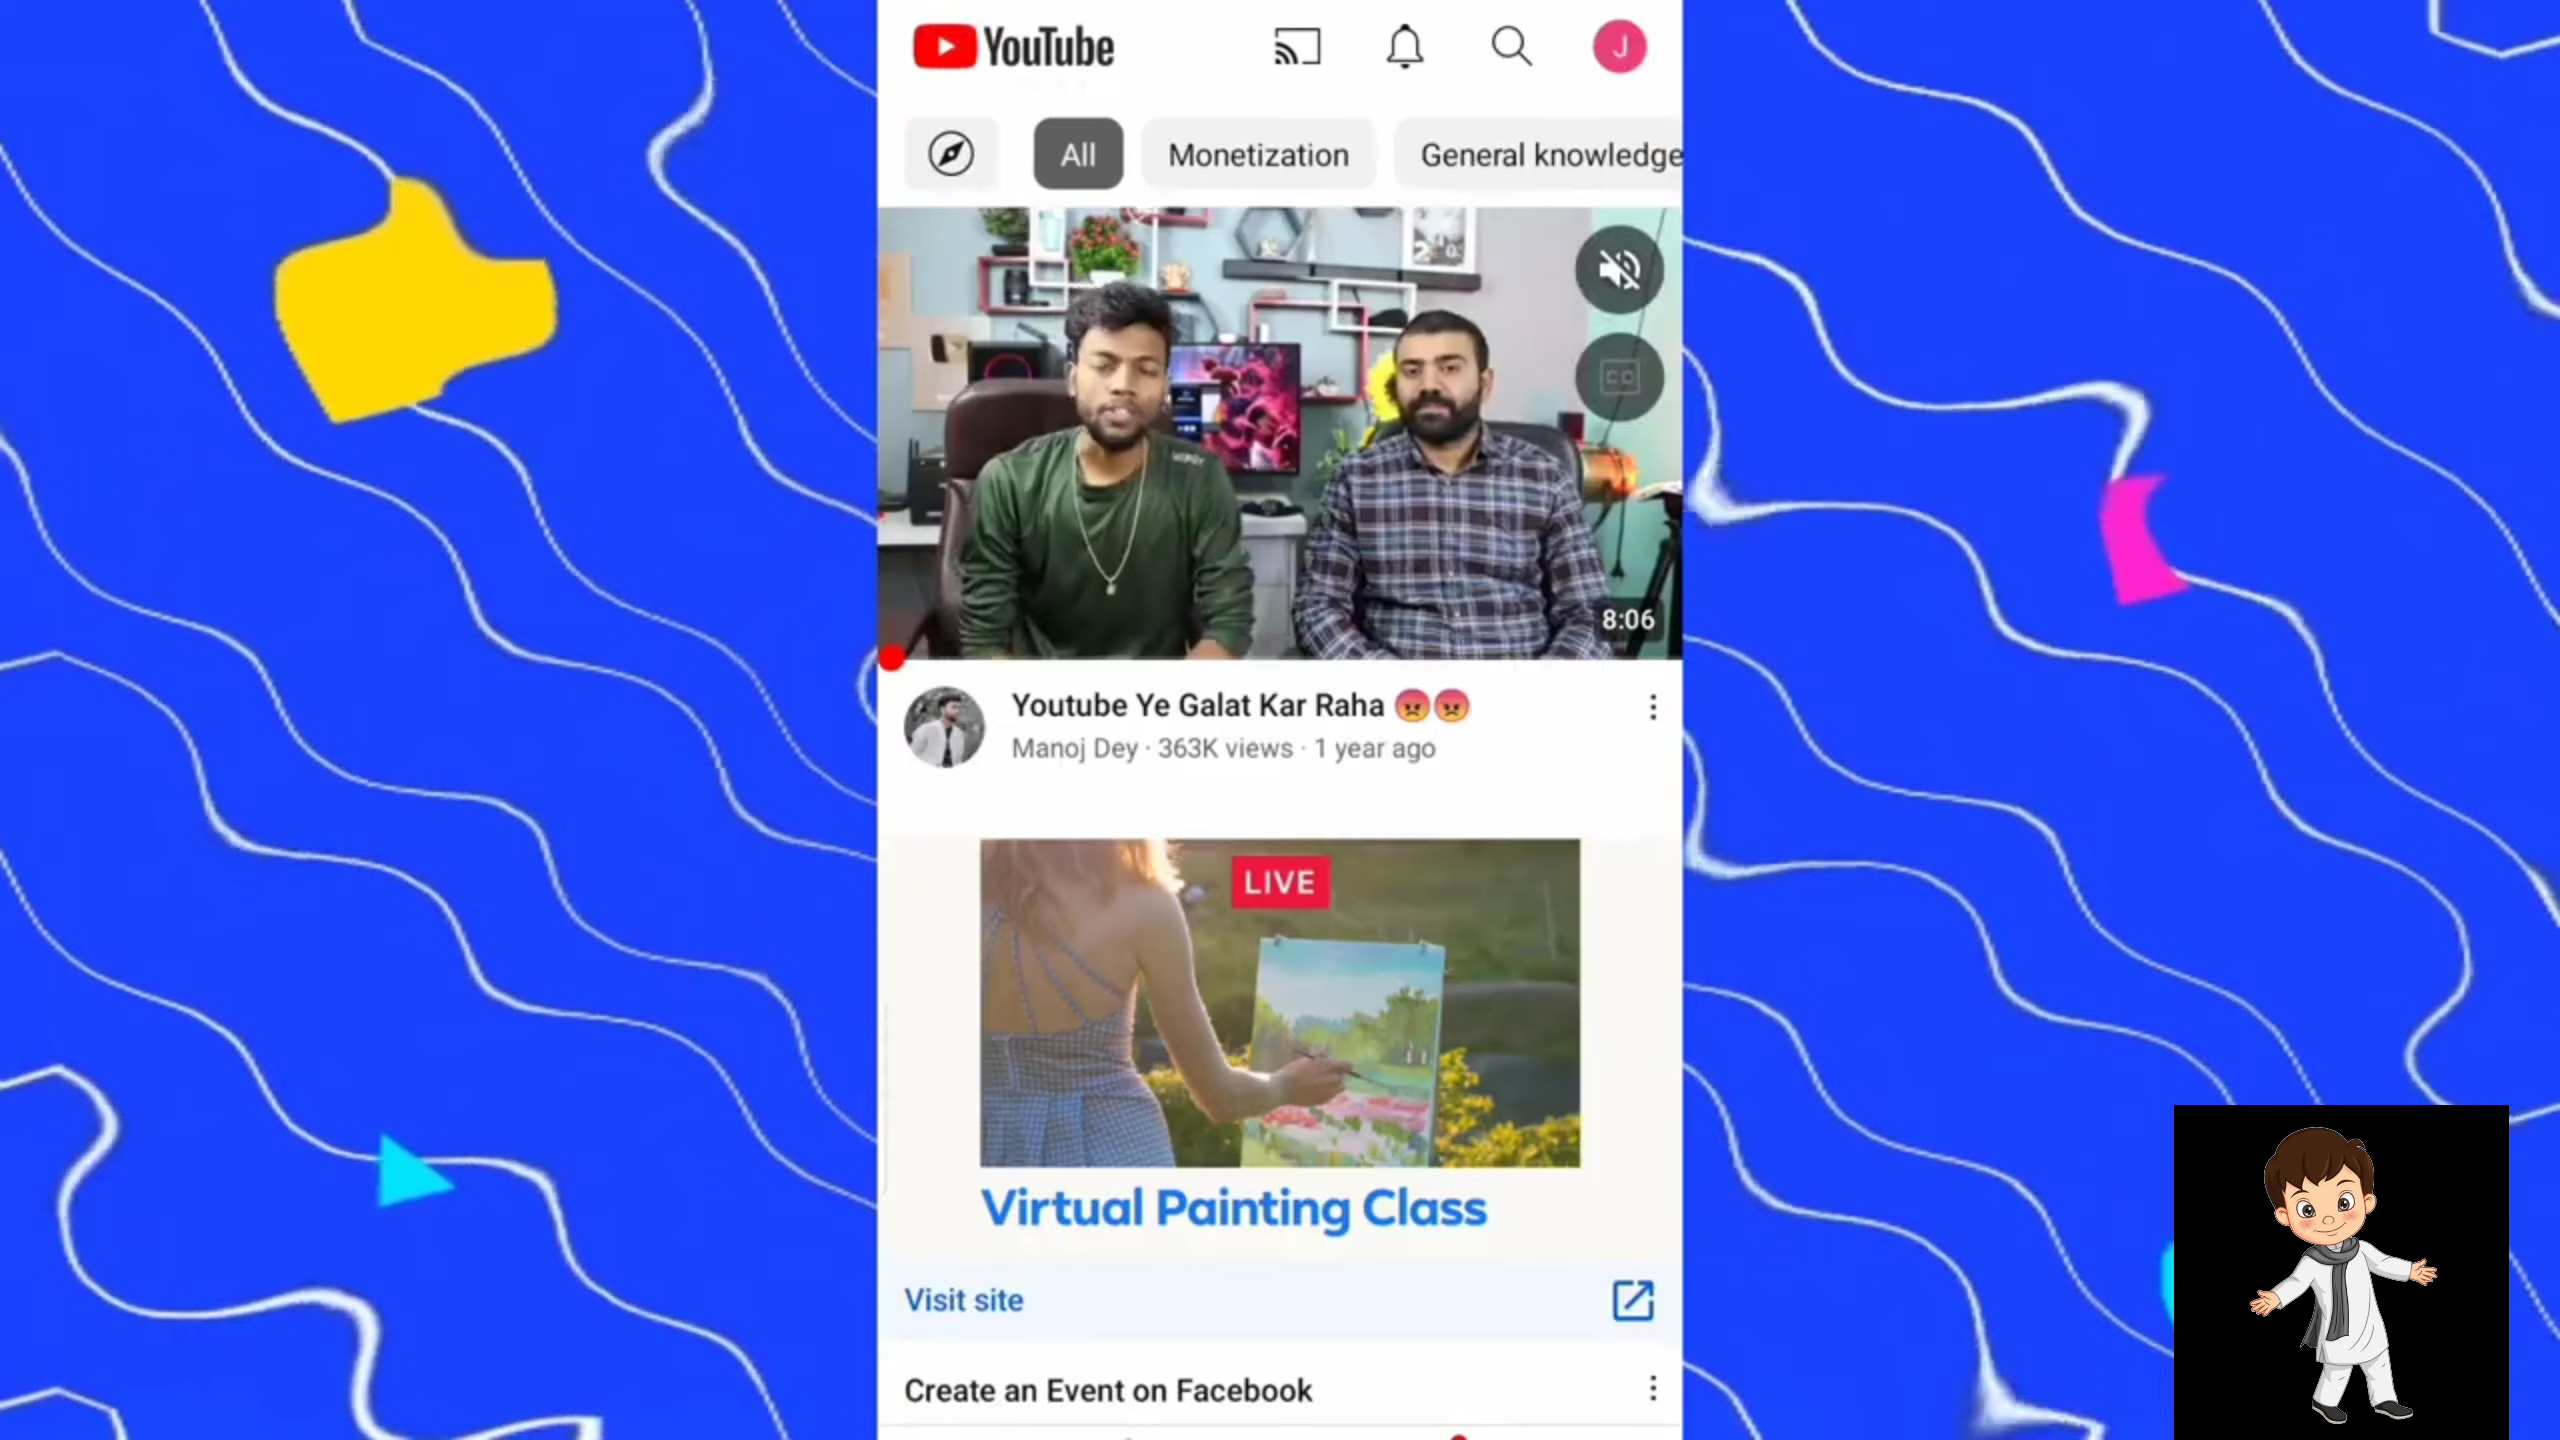 YouTube
J
All
Monetization
General knowledge
CD
8:06
Youtube Ye Galat Kar Raha 😡😡
Manoj Dey · 363K views · 1 year ago
LIVE
Virtual Painting Class
Visit site
Create an Event on Facebook